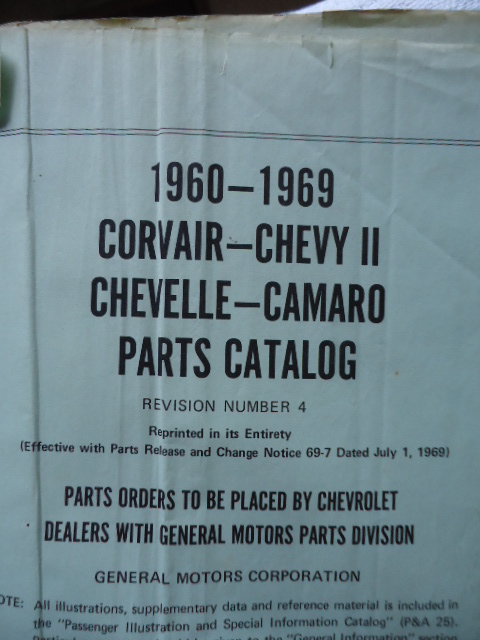 1960—1969
CORVAIR—CHEVY II
CHEVELLE—CAMARO
PARTS CATALOG
REVISION NUMBER 4
Reprinted in its Entirety
(Effective with Parts Release and Change Notice 69-7 Dated July 1, 1969)
PARTS ORDERS TO BE PLACED BY CHEVROLET
DEALERS WITH GENERAL MOTORS PARTS DIVISION
GENERAL MOTORS CORPORATION
OTE: All illustrations, supplementary data and reference material is included in
the "Passenger Illustration and Special Information Catalog" (P&A 25).
"General Information"